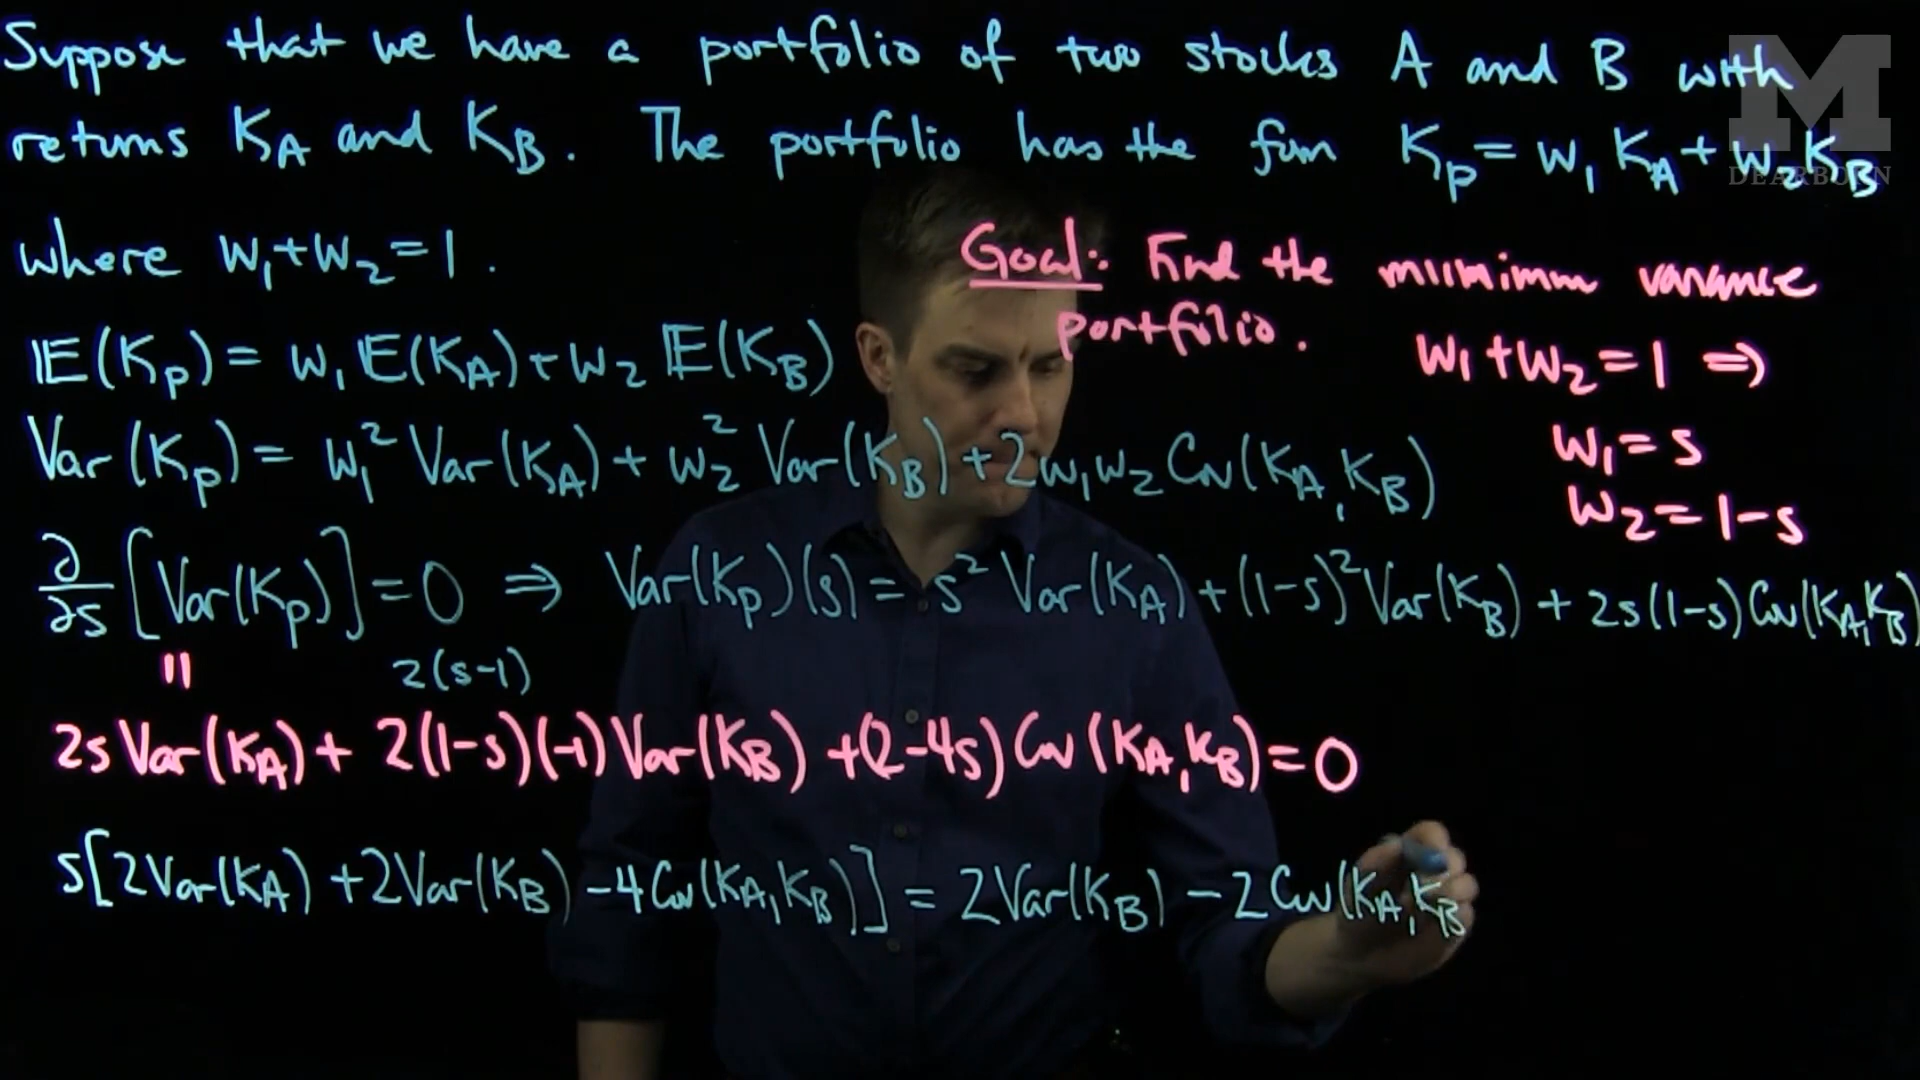 Suppose that we have a portfolio of two stocks A and B with
returns K_A and K_B. The portfolio has the form K_p = w_1 K_A + w_2 K_B
M
DEARBORN
where w_1 + w_2 = 1.
Goal: Find the minimum variance
portfolio.
𝔼(K_p) = w_1 𝔼(K_A) + w_2 𝔼(K_B)
w_1 + w_2 = 1 ⇒
w_1 = s
w_2 = 1-s
Var(K_p) = w_1^2 Var(K_A) + w_2^2 Var(K_B) + 2w_1w_2 Cov(K_A, K_B)
∂/∂s [Var(K_p)] = 0 ⇒ Var(K_p)(s) = s^2 Var(K_A) + (1-s)^2 Var(K_B) + 2s(1-s) Cov(K_A, K_B)
=
2(s-1)
2s Var(K_A) + 2(1-s)(-1) Var(K_B) + (2-4s) Cov(K_A, K_B) = 0
s[2Var(K_A) + 2Var(K_B) - 4Cov(K_A, K_B)] = 2Var(K_B) - 2Cov(K_A, K_B